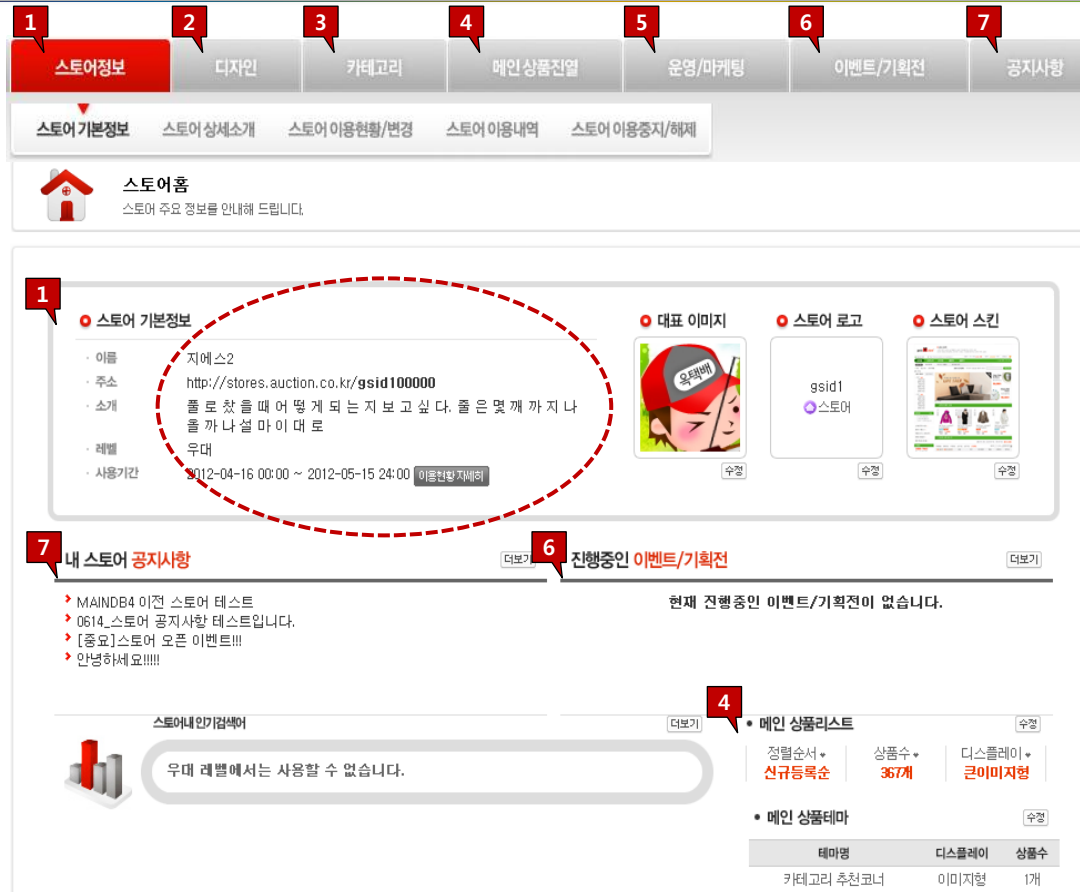 1 2 3 4 5 6 7
스토어정보 디자인 카테고리 메인 상품진열 운영/마케팅 이벤트/기획전 공지사항
스토어 기본정보 스토어 상세소개 스토어 이용현황/변경 스토어 이용내역 스토어 이용중지/해제
스토어홈
스토어 주요 정보를 안내해 드립니다.
1
스토어 기본정보
· 이름 지에스2
· 주소 http://stores.auction.co.kr/gsid100000
· 소개 풀 로 찼 을 때 어 떻 게 되 는 지 보 고 싶 다. 줄 은 몇 깨 까 지 나
올 까 나 설 마 이 대 로
· 레벨 우대
· 사용기간 2012-04-16 00:00 ~ 2012-05-15 24:00 이용현황 자세히
대표 이미지 스토어 로고 스토어 스킨
옥택배
gsid1
스토어
수정 수정 수정
7 내 스토어 공지사항 더보기
MAINDB4 이전 스토어 테스트
0614_스토어 공지사항 테스트입니다.
[중요]스토어 오픈 이벤트!!!
안녕하세요!!!!!
6 진행중인 이벤트/기획전 더보기
현재 진행중인 이벤트/기획전이 없습니다.
스토어내 인기검색어 더보기
우대 레벨에서는 사용할 수 없습니다.
4
• 메인 상품리스트 수정
정렬순서 상품수 디스플레이
신규등록순 367개 큰이미지형
• 메인 상품테마 수정
테마명 디스플레이 상품수
카테고리 추천코너 이미지형 1개